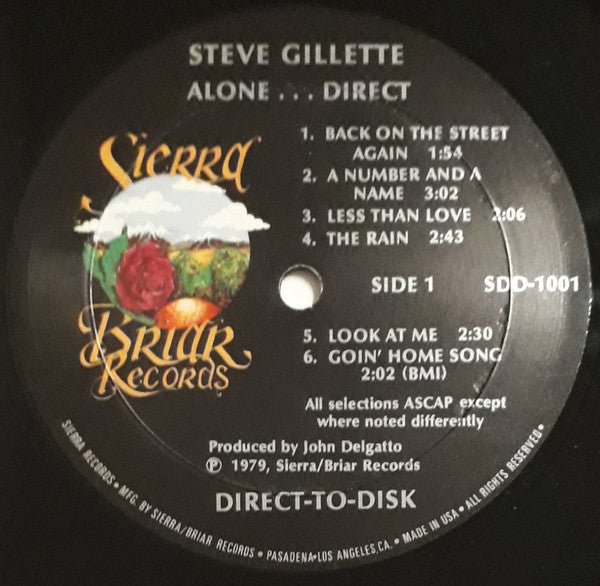 STEVE GILLETTE
ALONE . . . DIRECT
Sierra
Briar
Records
1. BACK ON THE STREET
AGAIN 1:54
2. A NUMBER AND A
NAME 3:02
3. LESS THAN LOVE 2:06
4. THE RAIN 2:43
SIDE 1 SDD-1001
5. LOOK AT ME 2:30
6. GOIN' HOME SONG
2:02 (BMI)
All selections ASCAP except
where noted differently
Produced by John Delgatto
℗ 1979, Sierra/Briar Records
DIRECT-TO-DISK
SIERRA RECORDS • MFG. BY SIERRA/BRIAR RECORDS • PASADENA•LOS ANGELES, CA. • MADE IN USA • ALL RIGHTS RESERVED •